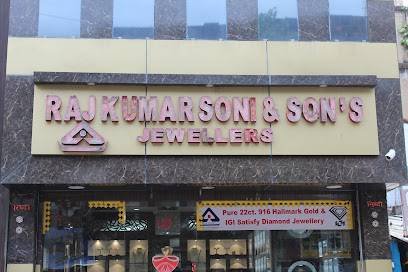 RAJ KUMAR SONI & SON'S
JEWELLERS
Pure 22ct. 916 Hallmark Gold &
IGI Satisfy Diamond Jewellery